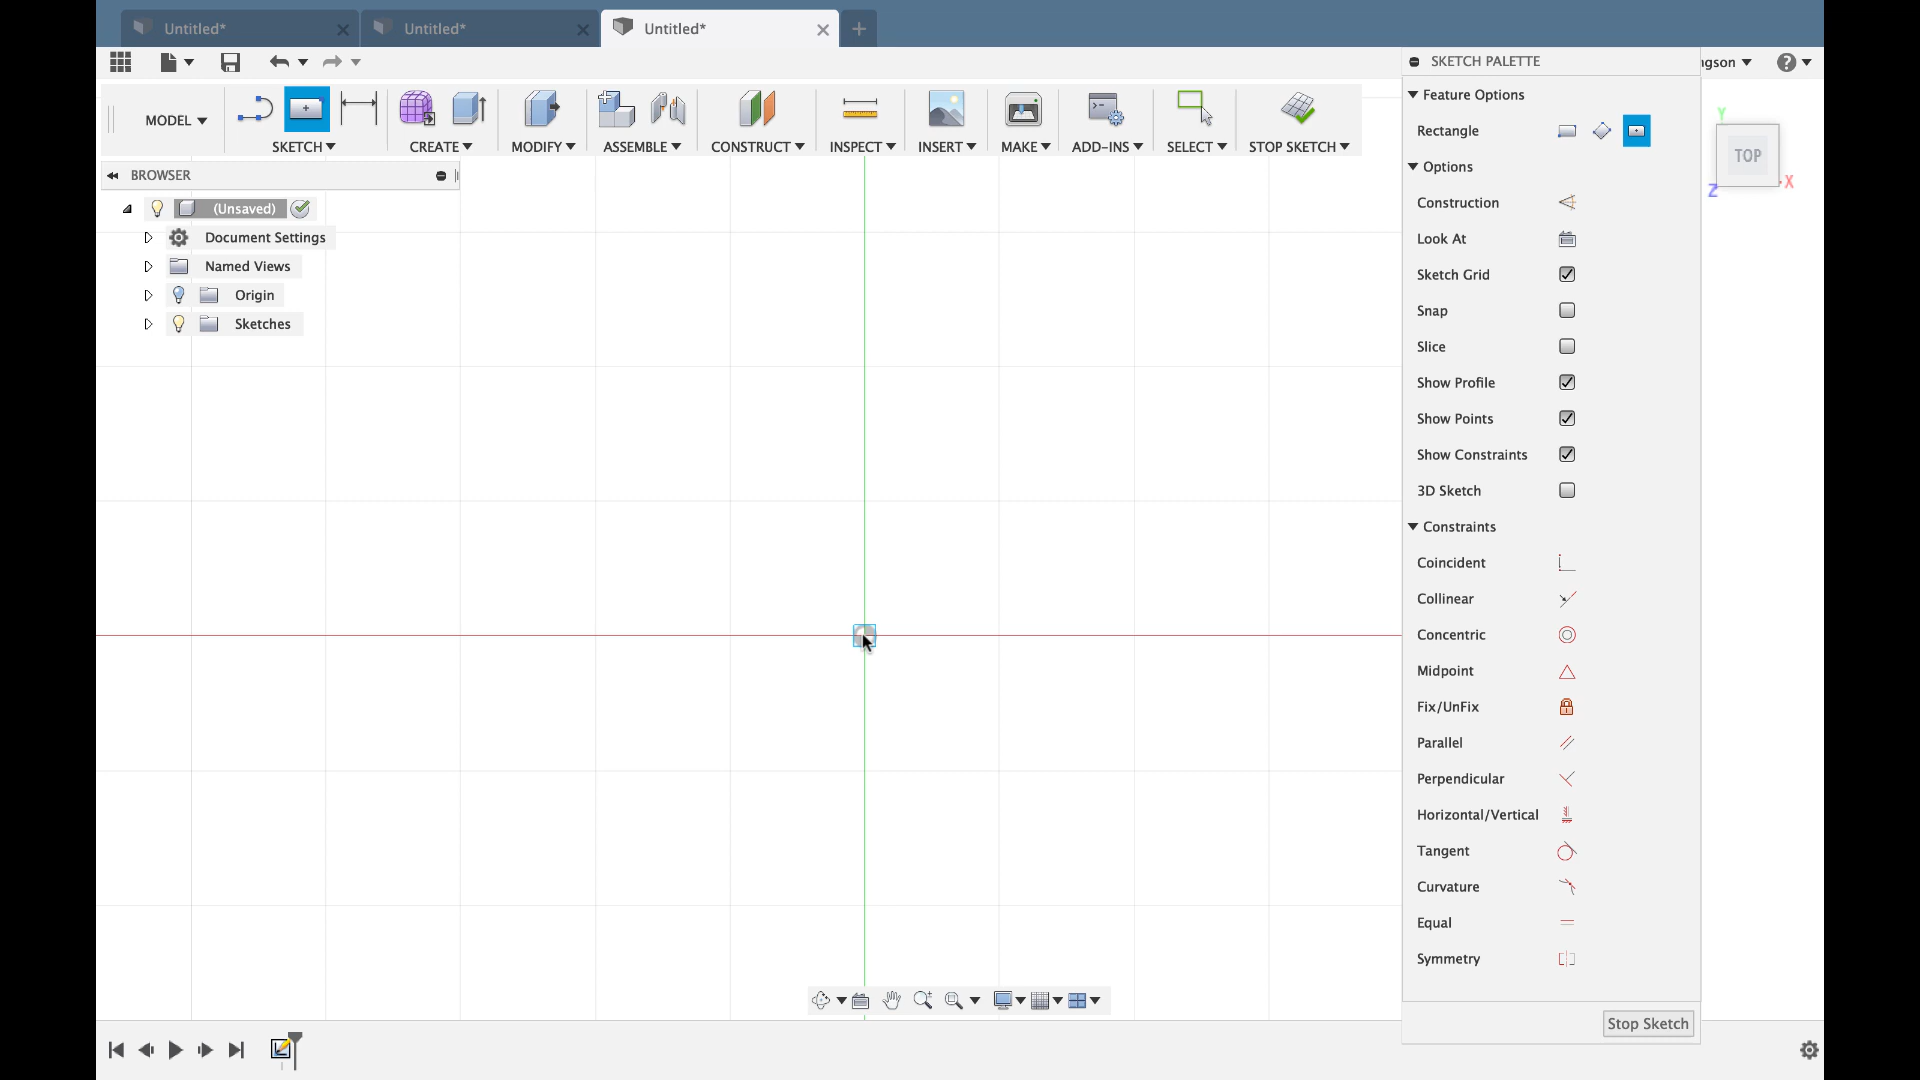 Untitled*
Untitled*
Untitled*
SKETCH PALETTE
Feature Options
Rectangle
Options
Construction
Look At
Sketch Grid
Snap
Slice
Show Profile
Show Points
Show Constraints
3D Sketch
Constraints
Coincident
Collinear
Concentric
Midpoint
Fix/UnFix
Parallel
Perpendicular
Horizontal/Vertical
Tangent
Curvature
Equal
Symmetry
Stop Sketch
MODEL
SKETCH
CREATE
MODIFY
ASSEMBLE
CONSTRUCT
INSPECT
INSERT
MAKE
ADD-INS
SELECT
STOP SKETCH
BROWSER
(Unsaved)
Document Settings
Named Views
Origin
Sketches
Y
TOP
X
Z